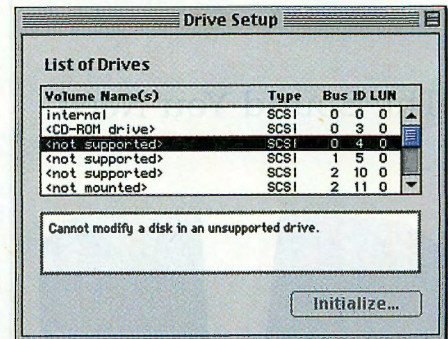 Drive Setup
List of Drives
Volume Name(s) Type Bus ID LUN
internal SCSI 0 0 0
<CD-ROM drive> SCSI 0 3 0
<not supported> SCSI 0 4 0
<not supported> SCSI 1 5 0
<not supported> SCSI 2 10 0
<not mounted> SCSI 2 11 0
Cannot modify a disk in an unsupported drive.
Initialize...